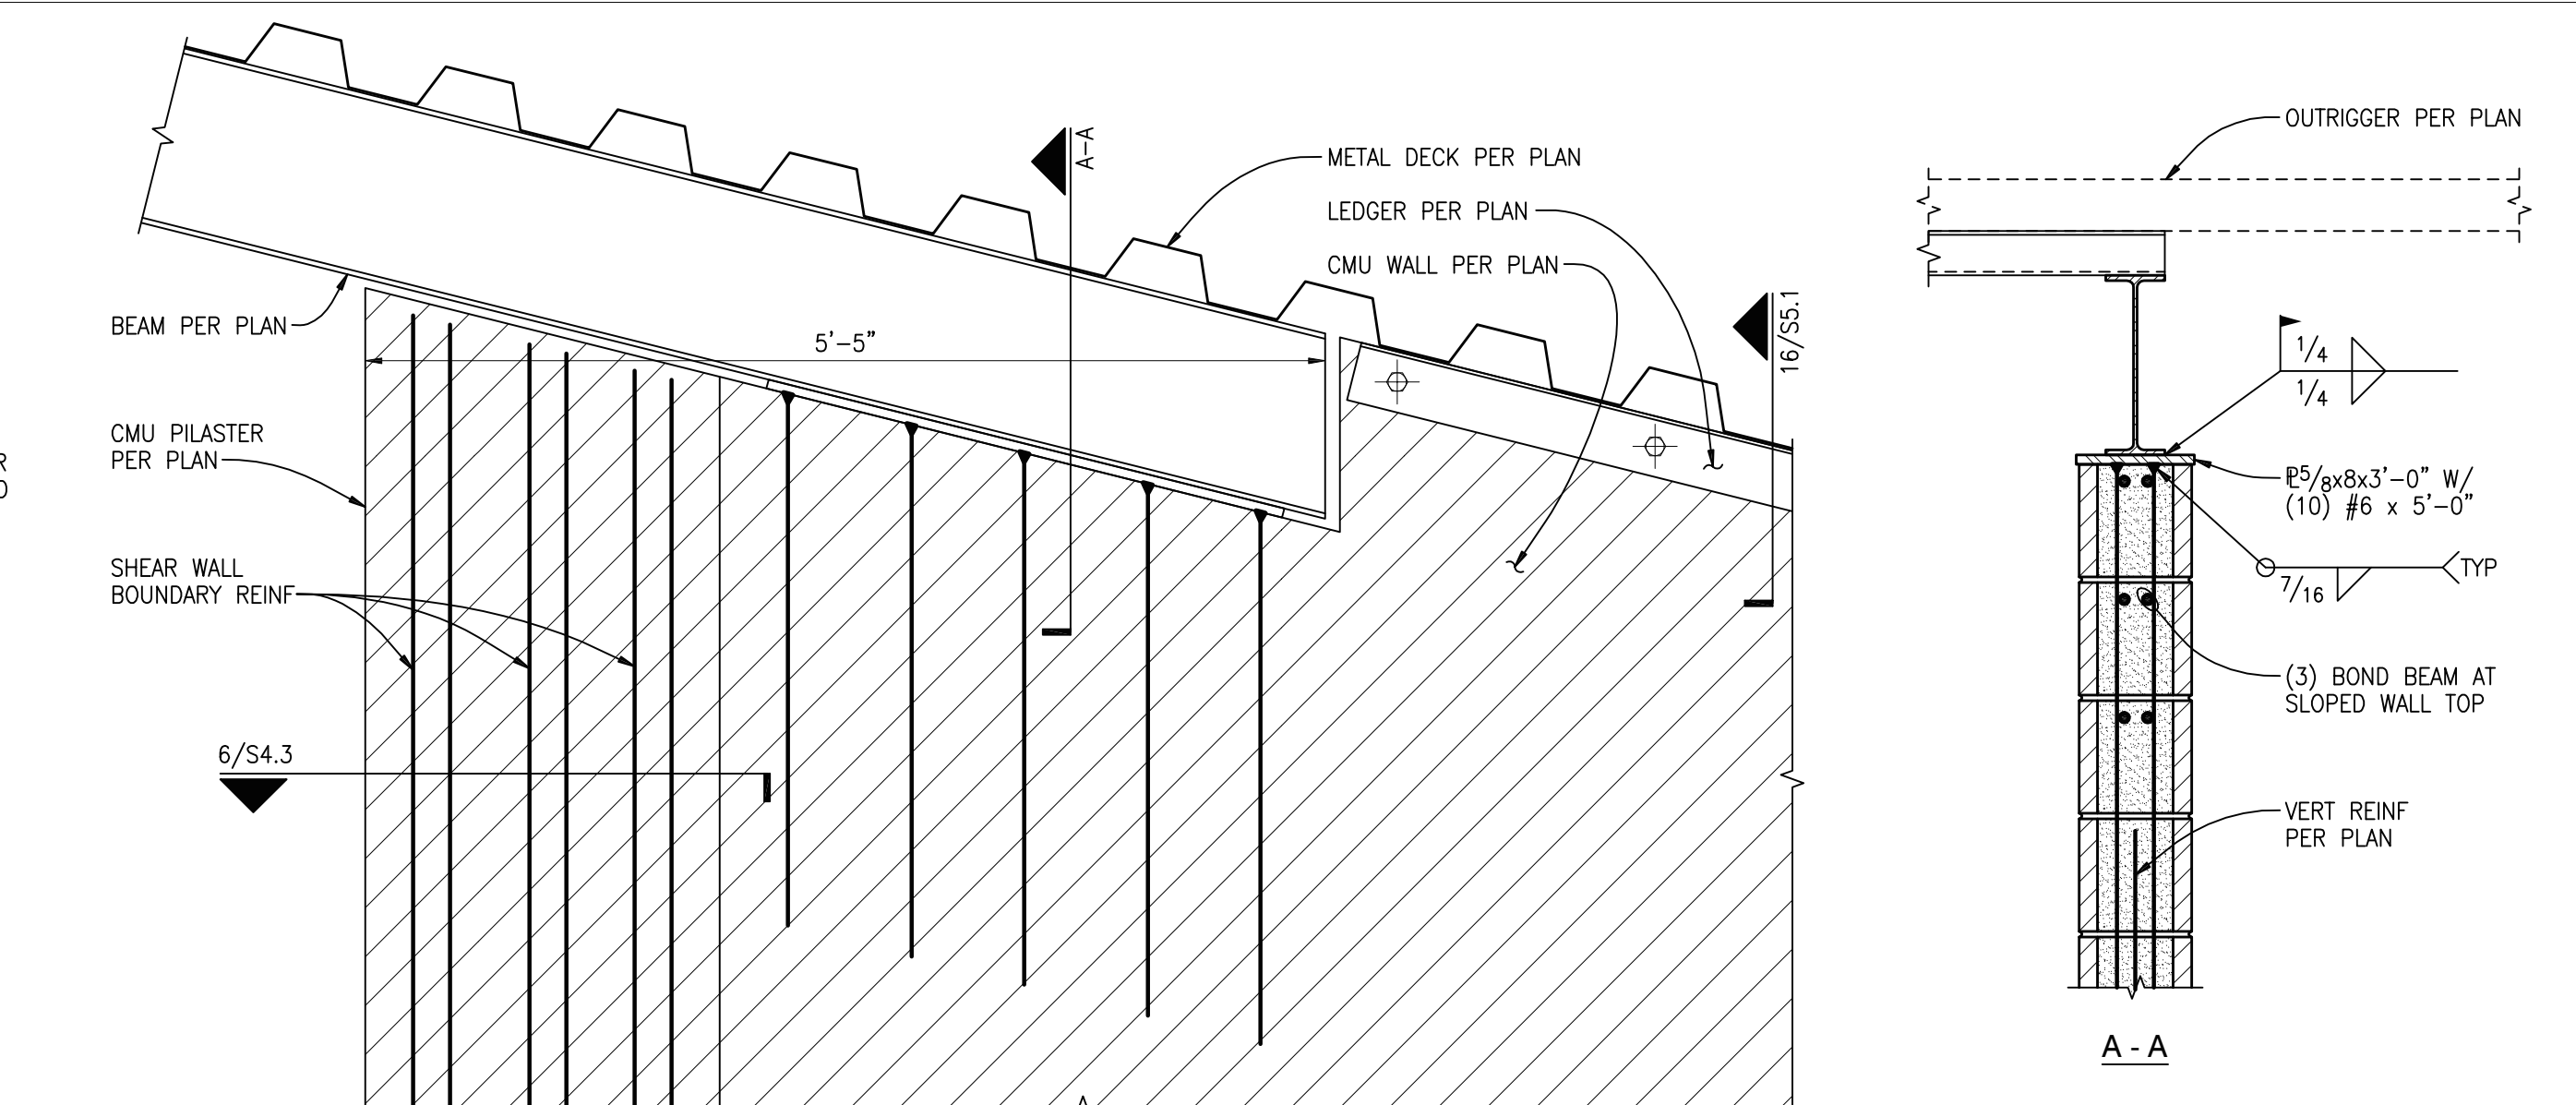 A-A
METAL DECK PER PLAN
LEDGER PER PLAN
CMU WALL PER PLAN
16/S5.1
BEAM PER PLAN
5'-5"
CMU PILASTER
PER PLAN
R
SHEAR WALL
BOUNDARY REINF
6/S4.3
OUTRIGGER PER PLAN
1/4
1/4
PL5/8x8x3'-0" W/
(10) #6 x 5'-0"
7/16
TYP
(3) BOND BEAM AT
SLOPED WALL TOP
VERT REINF
PER PLAN
A - A